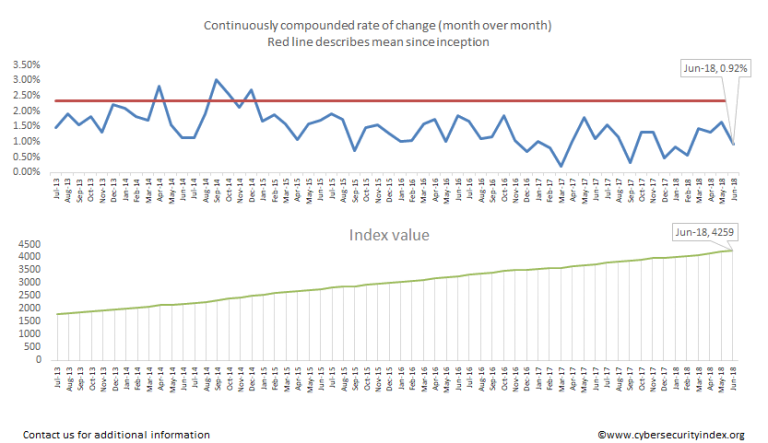 Continuously compounded rate of change (month over month)
Red line describes mean since inception
Jun-18, 0.92%
3.50%
3.00%
2.50%
2.00%
1.50%
1.00%
0.50%
0.00%
Jul-13 Aug-13 Sep-13 Oct-13 Nov-13 Dec-13 Jan-14 Feb-14 Mar-14 Apr-14 May-14 Jun-14 Jul-14 Aug-14 Sep-14 Oct-14 Nov-14 Dec-14 Jan-15 Feb-15 Mar-15 Apr-15 May-15 Jun-15 Jul-15 Aug-15 Sep-15 Oct-15 Nov-15 Dec-15 Jan-16 Feb-16 Mar-16 Apr-16 May-16 Jun-16 Jul-16 Aug-16 Sep-16 Oct-16 Nov-16 Dec-16 Jan-17 Feb-17 Mar-17 Apr-17 May-17 Jun-17 Jul-17 Aug-17 Sep-17 Oct-17 Nov-17 Dec-17 Jan-18 Feb-18 Mar-18 Apr-18 May-18 Jun-18
Index value
Jun-18, 4259
4500
4000
3500
3000
2500
2000
1500
1000
500
0
Jul-13 Aug-13 Sep-13 Oct-13 Nov-13 Dec-13 Jan-14 Feb-14 Mar-14 Apr-14 May-14 Jun-14 Jul-14 Aug-14 Sep-14 Oct-14 Nov-14 Dec-14 Jan-15 Feb-15 Mar-15 Apr-15 May-15 Jun-15 Jul-15 Aug-15 Sep-15 Oct-15 Nov-15 Dec-15 Jan-16 Feb-16 Mar-16 Apr-16 May-16 Jun-16 Jul-16 Aug-16 Sep-16 Oct-16 Nov-16 Dec-16 Jan-17 Feb-17 Mar-17 Apr-17 May-17 Jun-17 Jul-17 Aug-17 Sep-17 Oct-17 Nov-17 Dec-17 Jan-18 Feb-18 Mar-18 Apr-18 May-18 Jun-18
Contact us for additional information
©www.cybersecurityindex.org